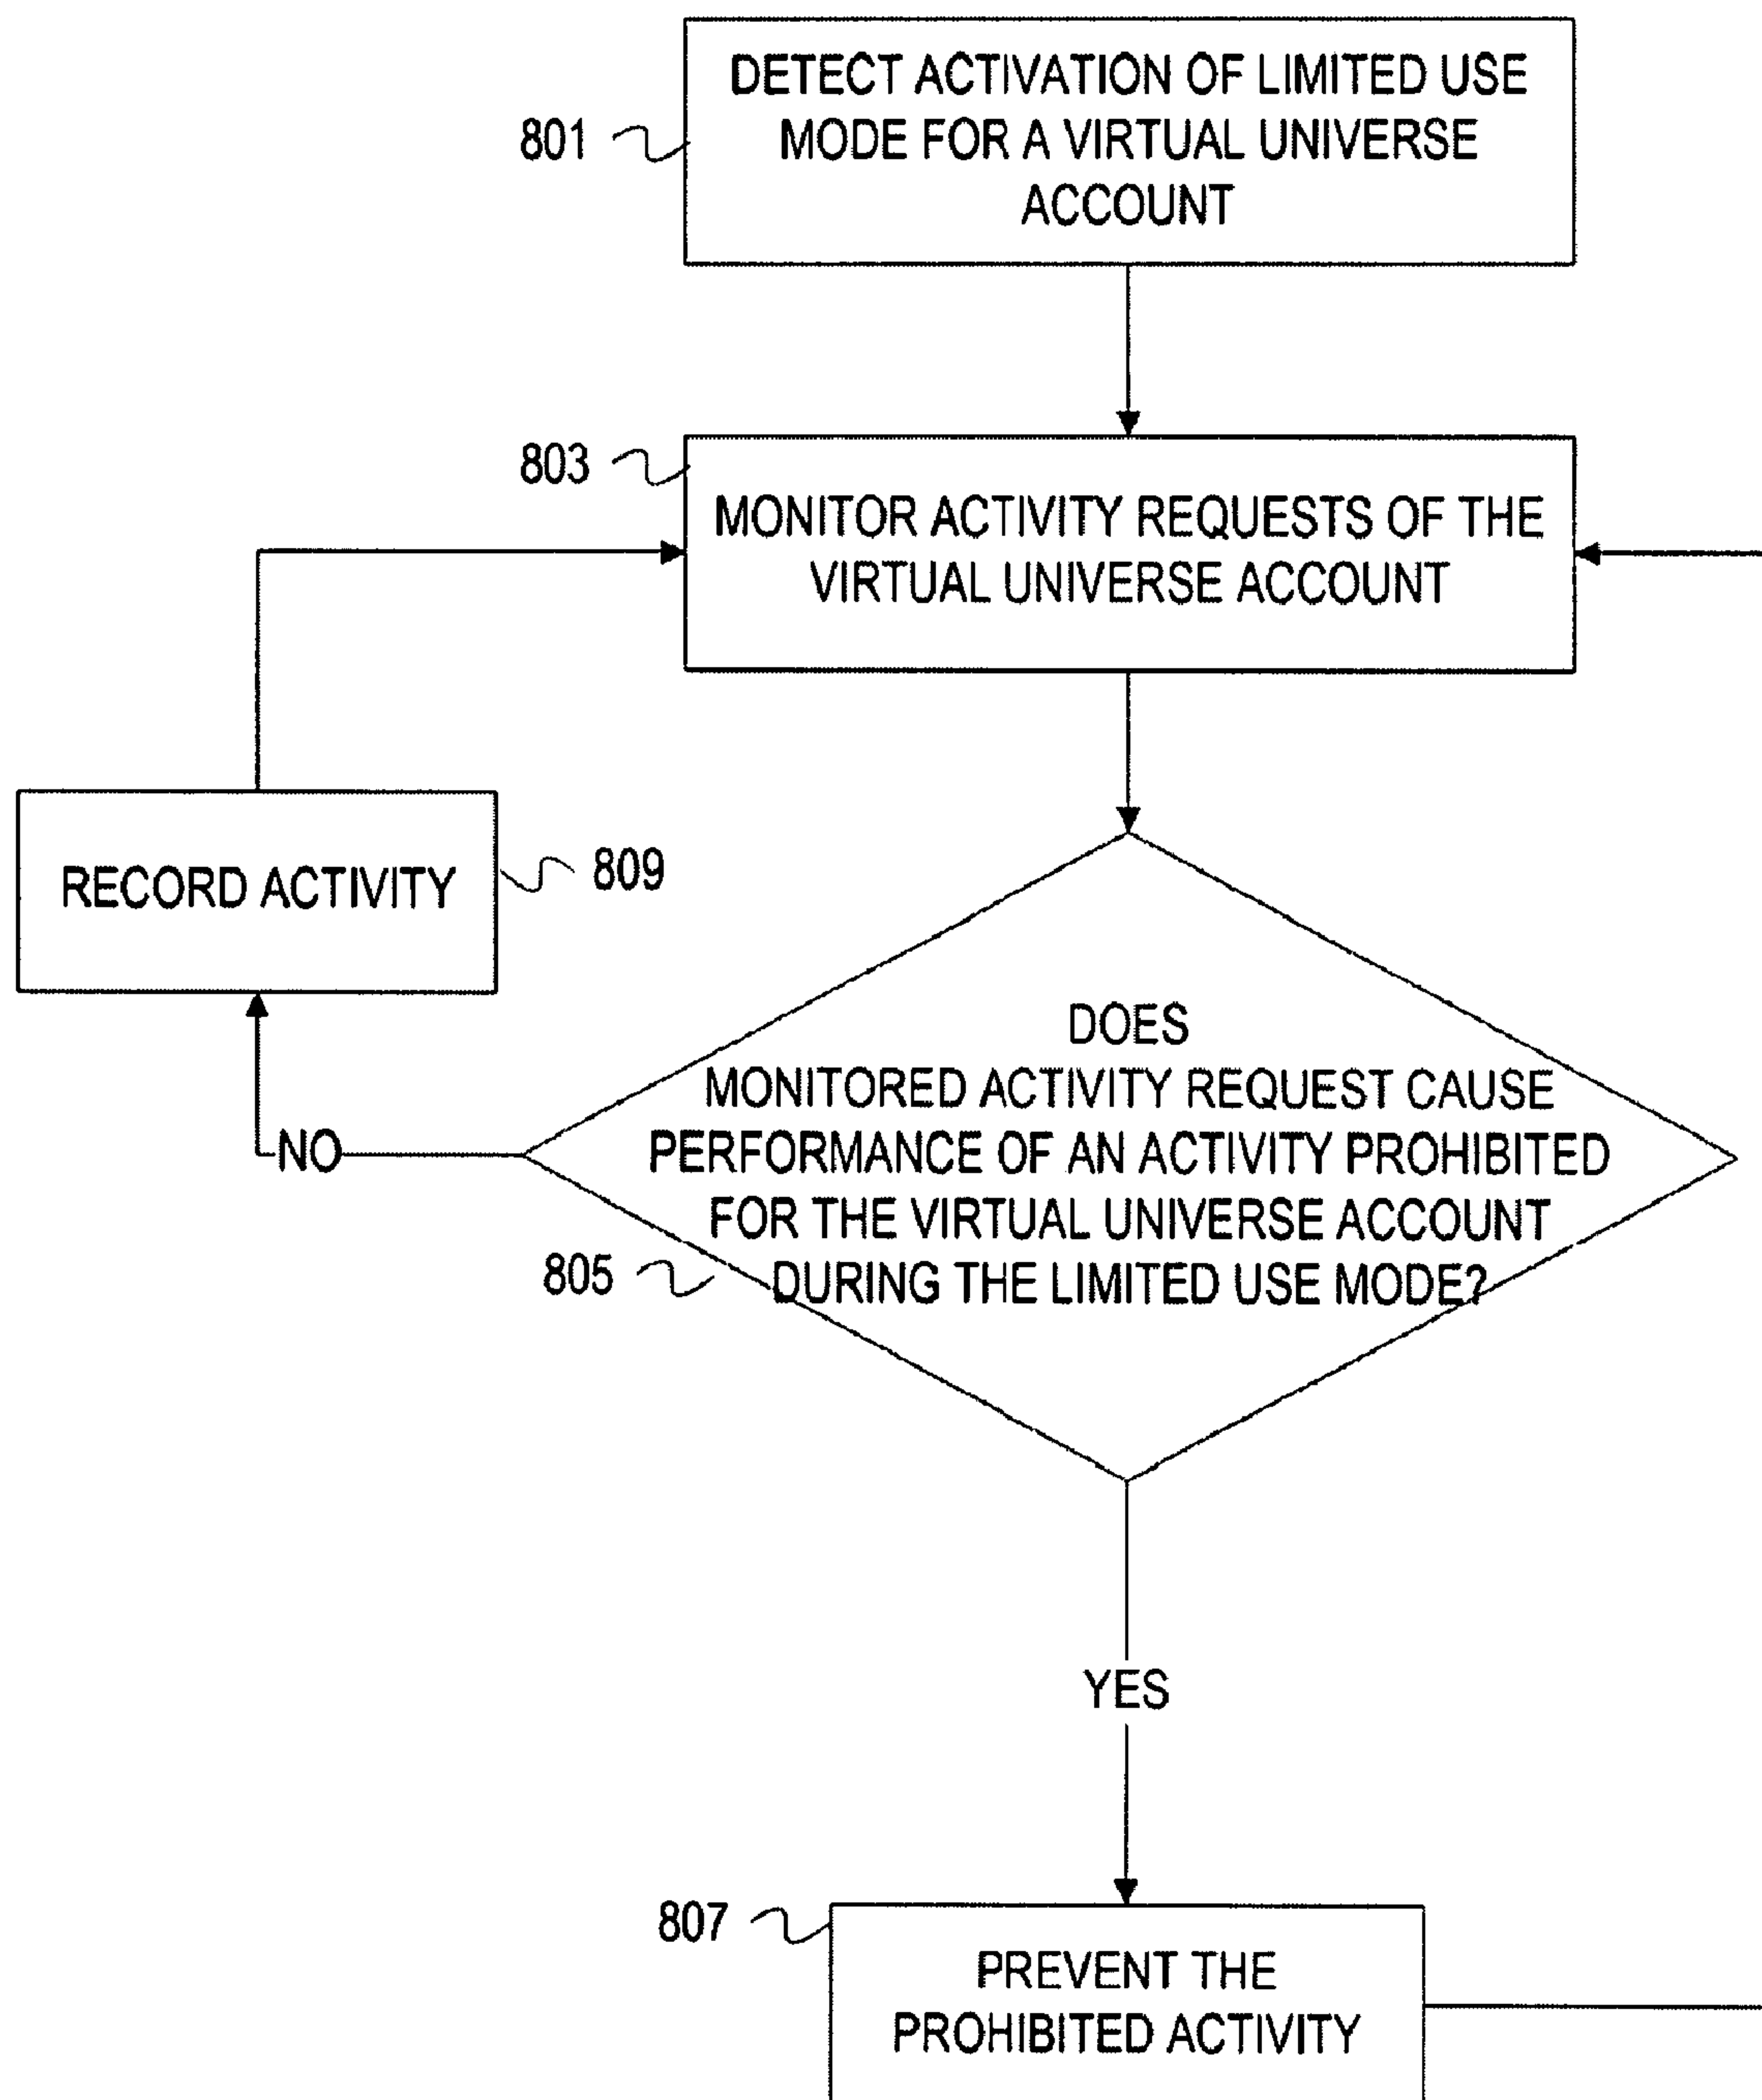 DETECT ACTIVATION OF LIMITED USE
MODE FOR A VIRTUAL UNIVERSE
ACCOUNT
801
803
MONITOR ACTIVITY REQUESTS OF THE
VIRTUAL UNIVERSE ACCOUNT
RECORD ACTIVITY
809
DOES
MONITORED ACTIVITY REQUEST CAUSE
PERFORMANCE OF AN ACTIVITY PROHIBITED
FOR THE VIRTUAL UNIVERSE ACCOUNT
DURING THE LIMITED USE MODE?
NO
805
YES
807
PREVENT THE
PROHIBITED ACTIVITY